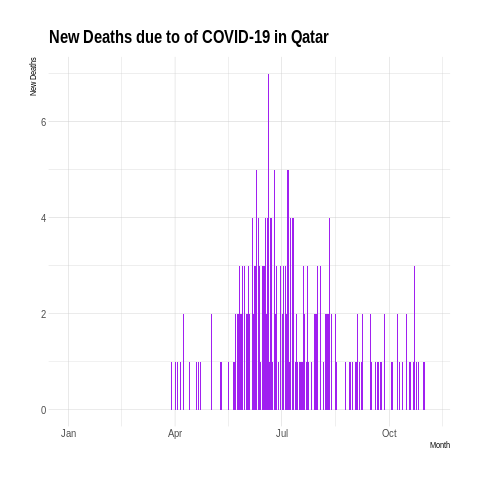 New Deaths due to of COVID-19 in Qatar
New Deaths
6
4
2
0
Jan Apr Jul Oct
Month